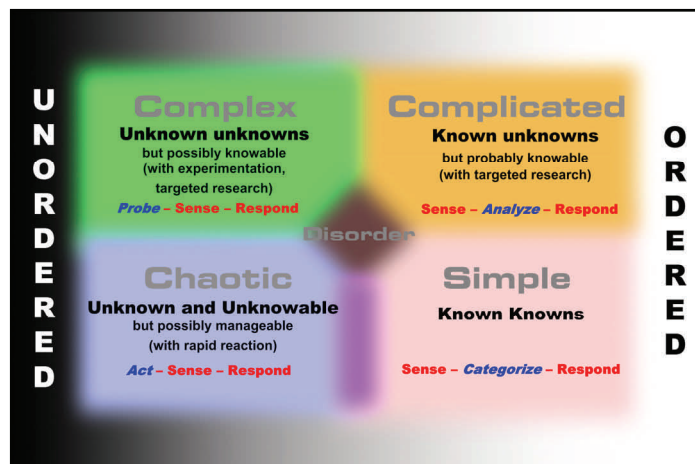 UNORDERED
Complex
Unknown unknowns
but possibly knowable
(with experimentation,
targeted research)
Probe – Sense – Respond
Complicated
Known unknowns
but probably knowable
(with targeted research)
Sense – Analyze – Respond
Disorder
Chaotic
Unknown and Unknowable
but possibly manageable
(with rapid reaction)
Act – Sense – Respond
Simple
Known Knowns
Sense – Categorize – Respond
ORDERED